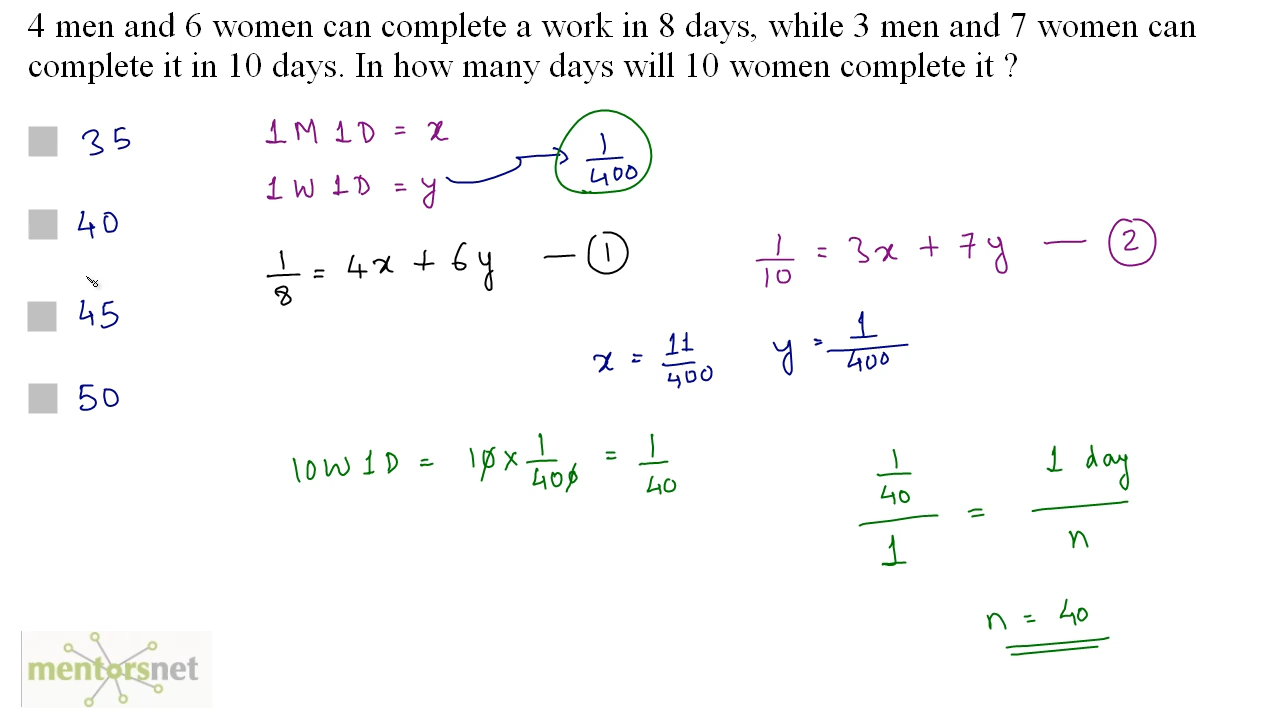 4 men and 6 women can complete a work in 8 days, while 3 men and 7 women can
complete it in 10 days. In how many days will 10 women complete it ?
35
40
45
50
1 M 1 D = x
1 W 1 D = y
1/400
1/8 = 4x + 6y — ①
1/10 = 3x + 7y — ②
x = 11/400 y = 1/400
10 W 1 D = 10 × 1/400 = 1/40
1/40 / 1 = 1 day / n
n = 40
mentorsnet